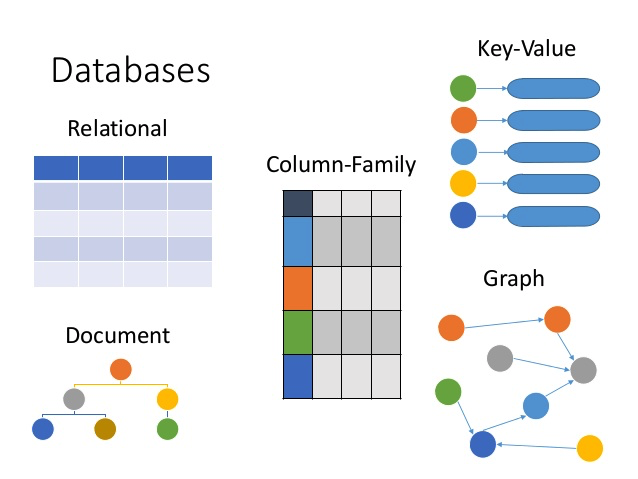 Databases
Relational
Column-Family
Key-Value
Document
Graph